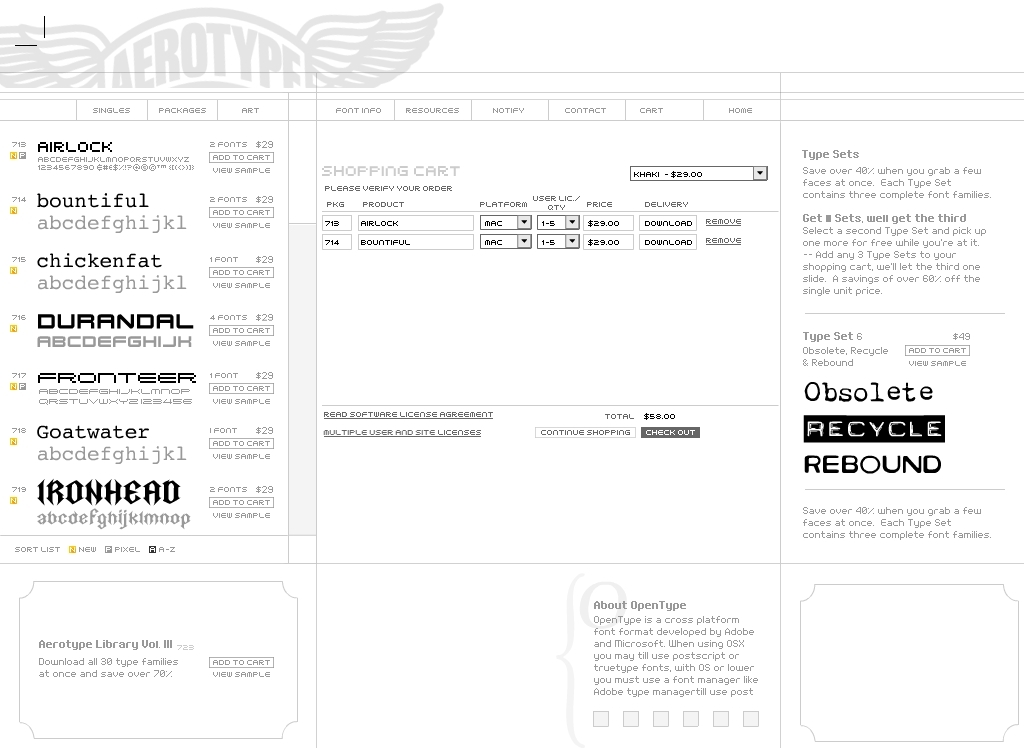 AEROTYPE
SINGLES PACKAGES ART FONT INFO RESOURCES NOTIFY CONTACT CART HOME
713 AIRLOCK 2 FONTS $29
ABCDEFGHIJKLMNOPQRSTUVWXYZ ADD TO CART
VIEW SAMPLE
714 bountiful 2 FONTS $29
abcdefghijkl ADD TO CART
VIEW SAMPLE
715 chickenfat 1 FONT $29
abcdefghijkl ADD TO CART
VIEW SAMPLE
716 DURANDAL 4 FONTS $29
ABCDEFGHIJK ADD TO CART
VIEW SAMPLE
717 FRONTEER 1 FONT $29
ABCDEFGHIJKLMNOP ADD TO CART
QRSTUVWXYZ 123456 VIEW SAMPLE
718 Goatwater 1 FONT $29
abcdefghijkl ADD TO CART
VIEW SAMPLE
719 IRONHEAD 2 FONTS $29
abcdefghijklmnop ADD TO CART
VIEW SAMPLE
SORT LIST N NEW P PIXEL A A-Z
SHOPPING CART KHAKI - $29.00
PLEASE VERIFY YOUR ORDER
PKG PRODUCT PLATFORM USER LIC./ QTY PRICE DELIVERY
713 AIRLOCK MAC 1-5 $29.00 DOWNLOAD REMOVE
714 BOUNTIFUL MAC 1-5 $29.00 DOWNLOAD REMOVE
READ SOFTWARE LICENSE AGREEMENT TOTAL $58.00
MULTIPLE USER AND SITE LICENSES CONTINUE SHOPPING CHECK OUT
Type Sets
Save over 40% when you grab a few
faces at once. Each Type Set
contains three complete font families.
Get Sets, we'll get the third
Select a second Type Set and pick up
one more for free while you're at it.
-- Add any 3 Type Sets to your
shopping cart, we'll let the third one
slide. A savings of over 60% off the
single unit price.
Type Set 6 $49
Obsolete, Recycle ADD TO CART
& Rebound VIEW SAMPLE
Obsolete
RECYCLE
REBOUND
Save over 40% when you grab a few
faces at once. Each Type Set
contains three complete font families.
Aerotype Library Vol. III 723
Download all 30 type families ADD TO CART
at once and save over 70% VIEW SAMPLE
{ O
About OpenType
OpenType is a cross platform
font format developed by Adobe
and Microsoft. When using OSX
you may till use postscript or
truetype fonts, with OS or lower
you must use a font manager like
Adobe type managertill use post